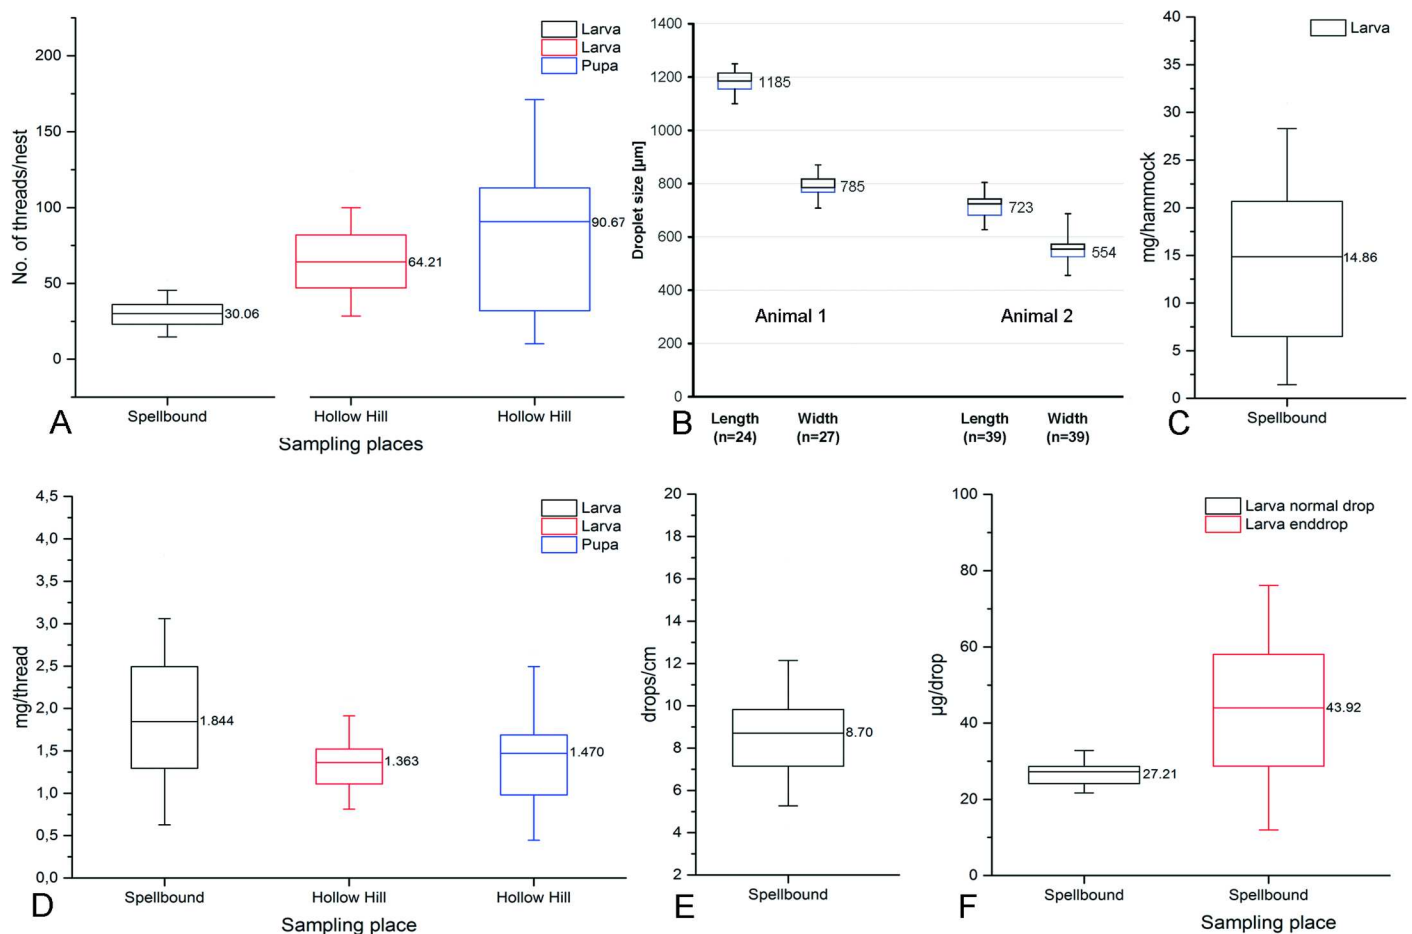 No. of threads/nest
200
150
100
50
0
Larva
Larva
Pupa
30.06
64.21
90.67
Spellbound
Hollow Hill
Hollow Hill
Sampling places
A
Droplet size [µm]
1400
1200
1000
800
600
400
200
0
1185
785
723
554
Animal 1
Animal 2
Length
(n=24)
Width
(n=27)
Length
(n=39)
Width
(n=39)
B
mg/hammock
40
35
30
25
20
15
10
5
0
Larva
14.86
Spellbound
C
mg/thread
4,5
4,0
3,5
3,0
2,5
2,0
1,5
1,0
0,5
0,0
Larva
Larva
Pupa
1.844
1.363
1.470
Spellbound
Hollow Hill
Hollow Hill
Sampling place
D
drops/cm
20
18
16
14
12
10
8
6
4
2
8.70
Spellbound
E
µg/drop
100
80
60
40
20
0
Larva normal drop
Larva enddrop
27.21
43.92
Spellbound
Spellbound
Sampling place
F